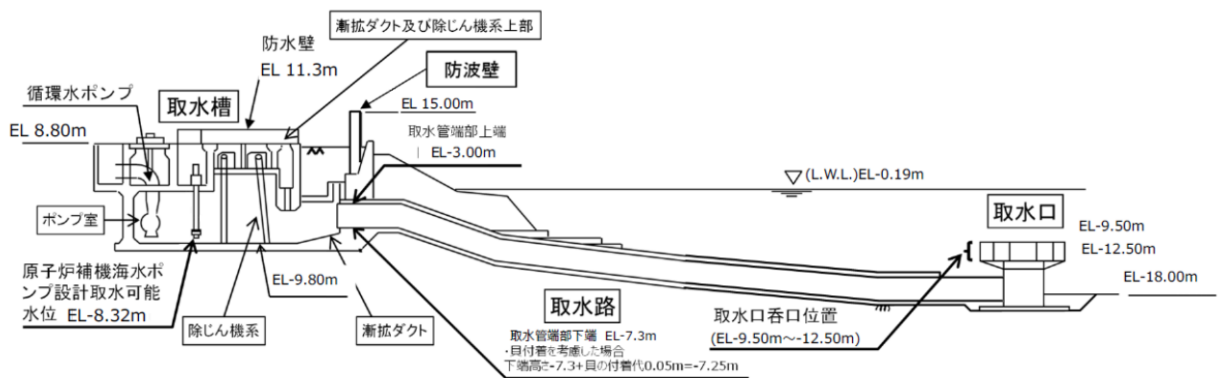 漸拡ダクト及び除じん機系上部
防水壁
EL 11.3m
防波壁
循環水ポンプ
取水槽
EL 15.00m
EL 8.80m
取水管端部上端
EL-3.00m
(L.W.L.)EL-0.19m
取水口
ポンプ室
EL-9.50m
EL-12.50m
EL-18.00m
原子炉補機海水ポ
ンプ設計取水可能
水位 EL-8.32m
EL-9.80m
除じん機系
漸拡ダクト
取水路
取水管端部下端 EL-7.3m
・貝付着を考慮した場合
下端高さ-7.3+貝の付着代0.05m=-7.25m
取水口呑口位置
(EL-9.50m~-12.50m)